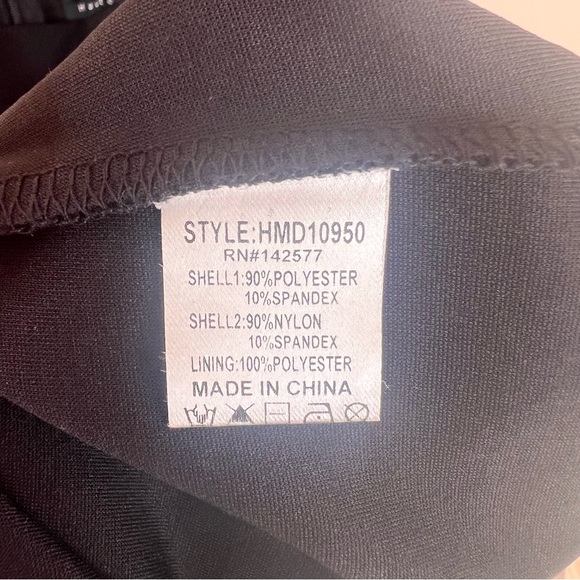 STYLE:HMD10950
RN#142577
SHELL1:90%POLYESTER
10%SPANDEX
SHELL2:90%NYLON
10%SPANDEX
LINING:100%POLYESTER
MADE IN CHINA